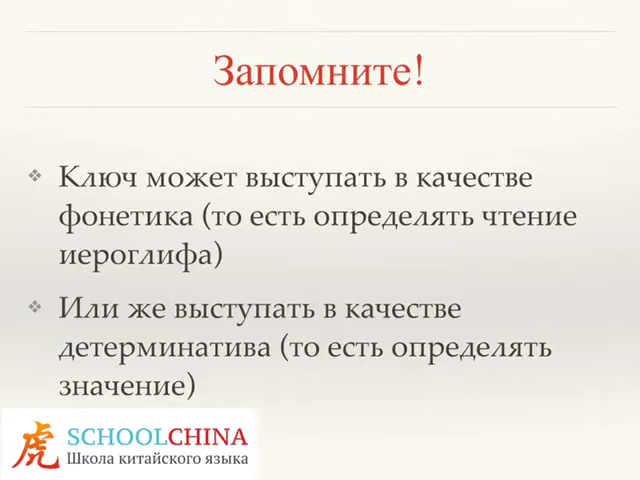 Запомните!
❖ Ключ может выступать в качестве
фонетика (то есть определять чтение
иероглифа)
❖ Или же выступать в качестве
детерминатива (то есть определять
значение)
虎 SCHOOLCHINA
Школа китайского языка